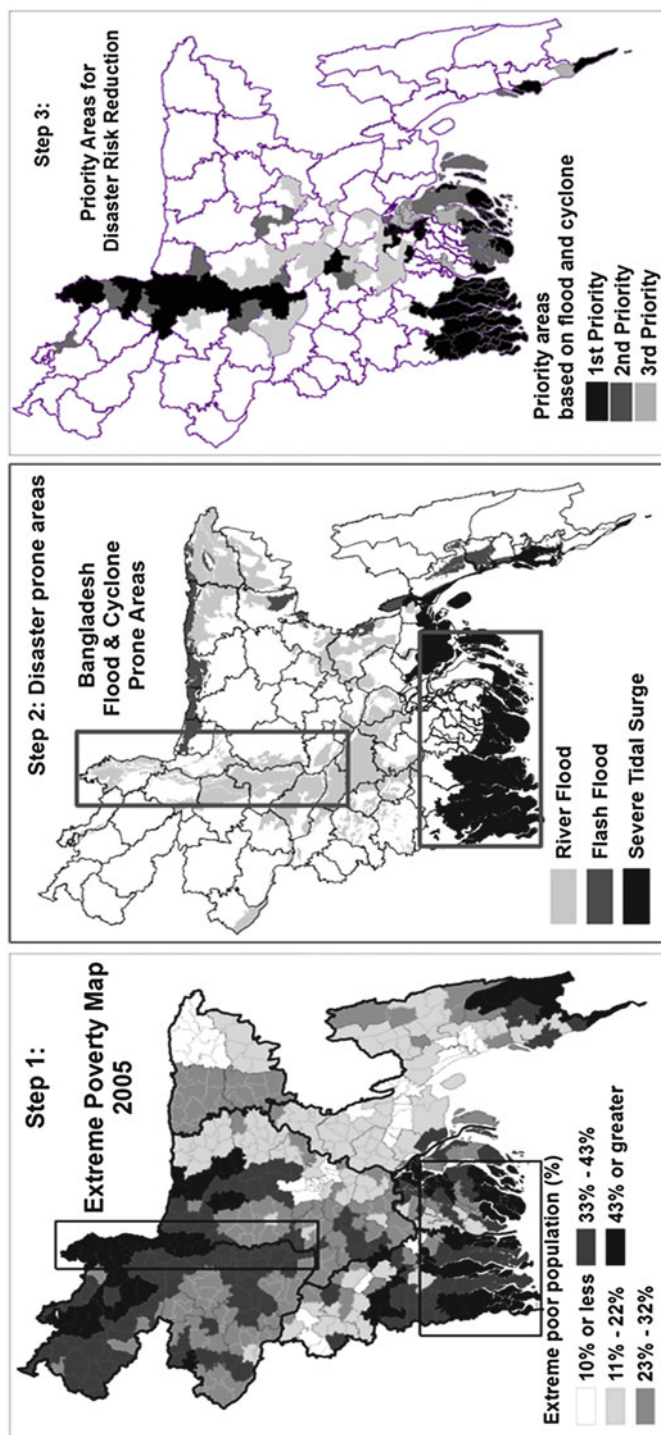 Step 1:
Extreme Poverty Map
2005
Extreme poor population (%)
10% or less
11% - 22%
23% - 32%
33% - 43%
43% or greater
Step 2: Disaster prone areas
Bangladesh
Flood & Cyclone
Prone Areas
River Flood
Flash Flood
Severe Tidal Surge
Step 3:
Priority Areas for
Disaster Risk Reduction
Priority areas
based on flood and cyclone
1st Priority
2nd Priority
3rd Priority